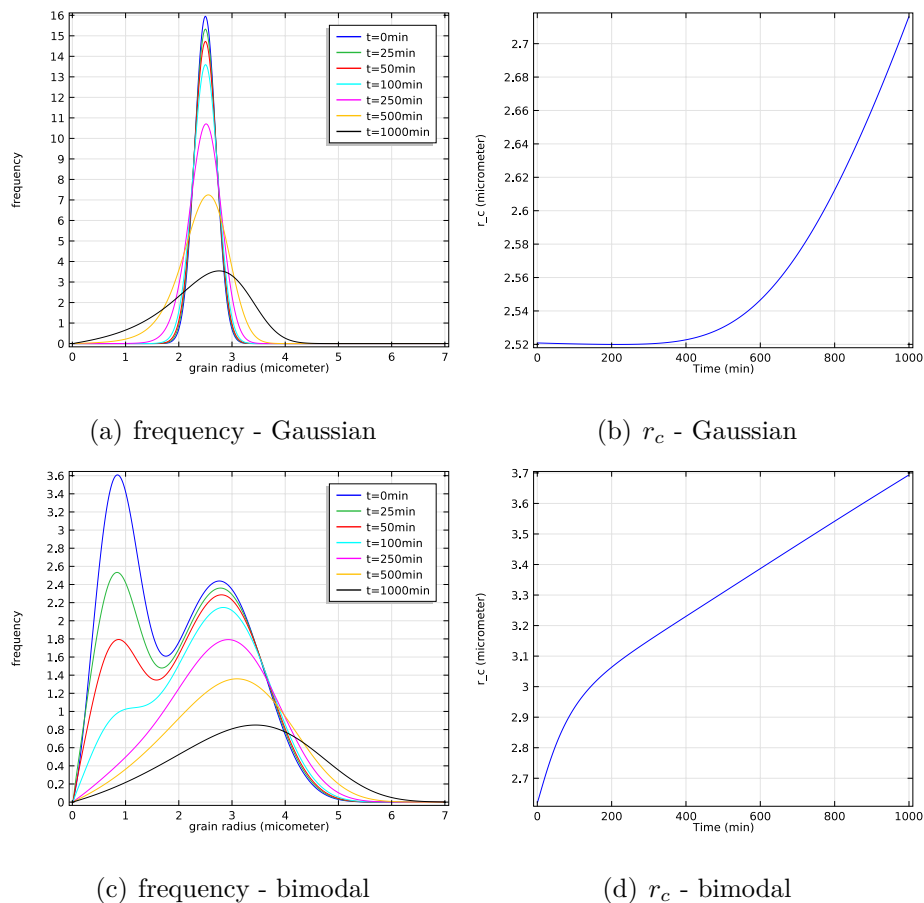 16
15
14
13
12
11
10
9
8
7
6
5
4
3
2
1
0
frequency
t=0min
t=25min
t=50min
t=100min
t=250min
t=500min
t=1000min
0 1 2 3 4 5 6 7
grain radius (micometer)
2.7
2.68
2.66
2.64
2.62
2.6
2.58
2.56
2.54
2.52
r_c (micrometer)
0 200 400 600 800 1000
Time (min)
(a) frequency - Gaussian
(b) r_c - Gaussian
3.6
3.4
3.2
3
2.8
2.6
2.4
2.2
2
1.8
1.6
1.4
1.2
1
0.8
0.6
0.4
0.2
0
frequency
t=0min
t=25min
t=50min
t=100min
t=250min
t=500min
t=1000min
0 1 2 3 4 5 6 7
grain radius (micometer)
3.7
3.6
3.5
3.4
3.3
3.2
3.1
3
2.9
2.8
2.7
r_c (micrometer)
0 200 400 600 800 1000
Time (min)
(c) frequency - bimodal
(d) r_c - bimodal